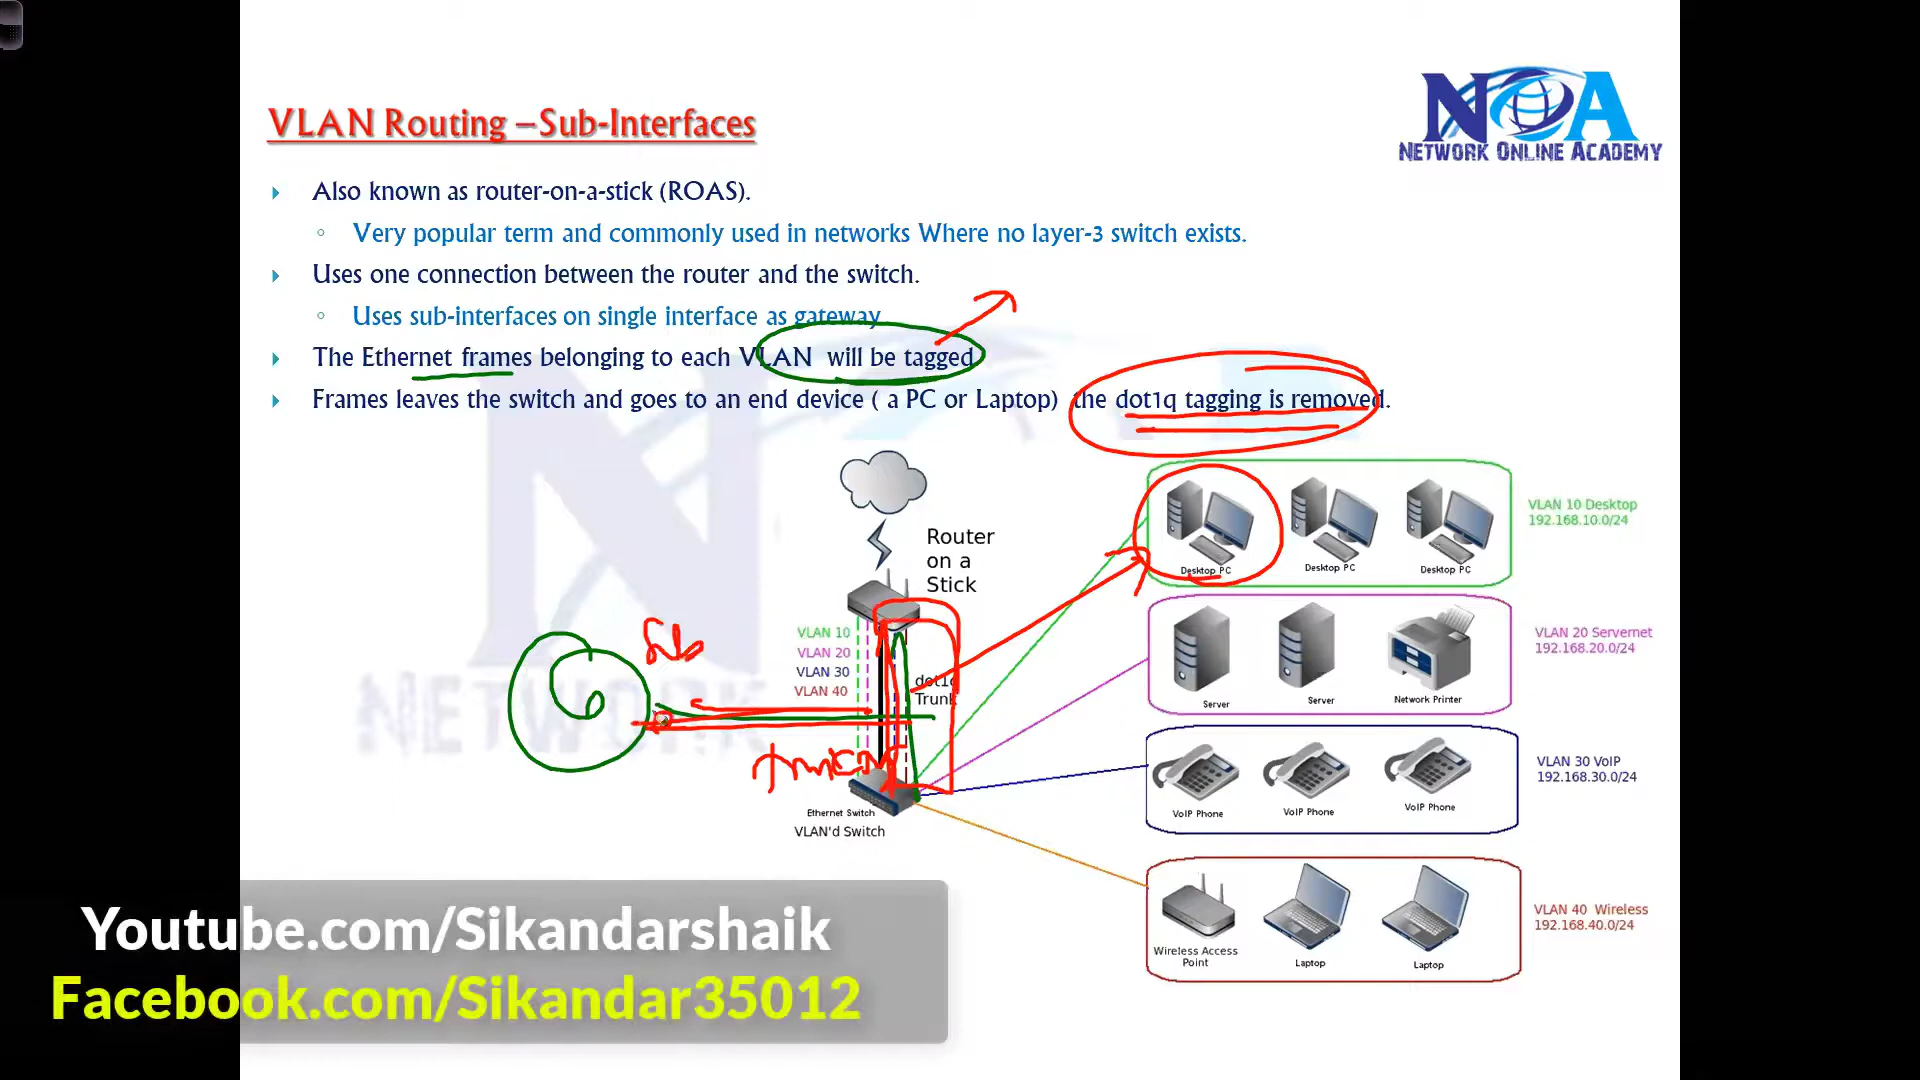 NOA
NETWORK ONLINE ACADEMY
VLAN Routing –Sub-Interfaces
Also known as router-on-a-stick (ROAS).
Very popular term and commonly used in networks Where no layer-3 switch exists.
Uses one connection between the router and the switch.
Uses sub-interfaces on single interface as gateway
The Ethernet frames belonging to each VLAN will be tagged
Frames leaves the switch and goes to an end device ( a PC or Laptop) the dot1q tagging is removed.
Router
on a
Stick
VLAN 10
VLAN 20
VLAN 30
VLAN 40
dot1q
Trunk
Ethernet Switch
VLAN'd Switch
Desktop PC
Desktop PC
Desktop PC
VLAN 10 Desktop
192.168.10.0/24
Server
Server
Network Printer
VLAN 20 Servernet
192.168.20.0/24
VoIP Phone
VoIP Phone
VoIP Phone
VLAN 30 VoIP
192.168.30.0/24
Wireless Access
Point
Laptop
Laptop
VLAN 40 Wireless
192.168.40.0/24
NETWORK
Youtube.com/Sikandarshaik
Facebook.com/Sikandar35012